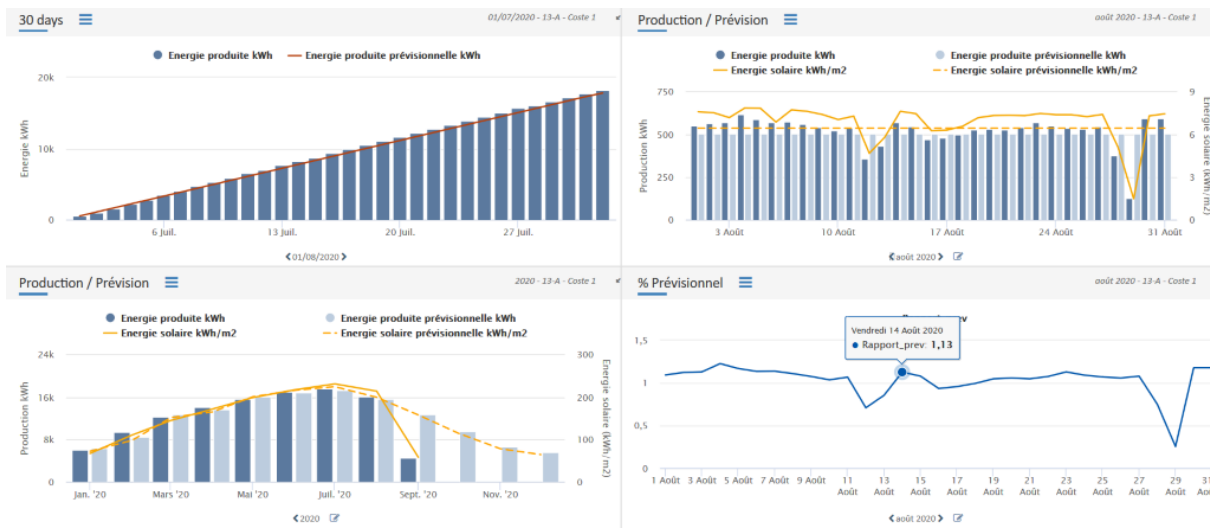 30 days
01/07/2020 - 13-A - Coste 1
Energie produite kWh
Energie produite prévisionnelle kWh
Energie kWh
20k
10k
0
6 Juil.
13 Juil.
20 Juil.
27 Juil.
01/08/2020
Production / Prévision
août 2020 - 13-A - Coste 1
Energie produite kWh
Energie produite prévisionnelle kWh
Energie solaire kWh/m2
Energie solaire prévisionnelle kWh/m2
Production kWh
750
500
250
0
9
6
3
0
Energie solaire (kWh/m2)
3 Août
10 Août
17 Août
24 Août
31 Août
août 2020
Production / Prévision
2020 - 13-A - Coste 1
Energie produite kWh
Energie produite prévisionnelle kWh
Energie solaire kWh/m2
Energie solaire prévisionnelle kWh/m2
Production kWh
24k
16k
8k
0
300
200
100
0
Energie solaire (kWh/m2)
Jan. '20
Mars '20
Mai '20
Juil. '20
Sept. '20
Nov. '20
2020
% Prévisionnel
août 2020 - 13-A - Coste 1
Vendredi 14 Août 2020
Rapport_prev: 1,13
1,5
1
0,5
0
1 Août
3 Août
5 Août
7 Août
9 Août
11 Août
13 Août
15 Août
17 Août
19 Août
21 Août
23 Août
25 Août
27 Août
29 Août
31 Août
août 2020